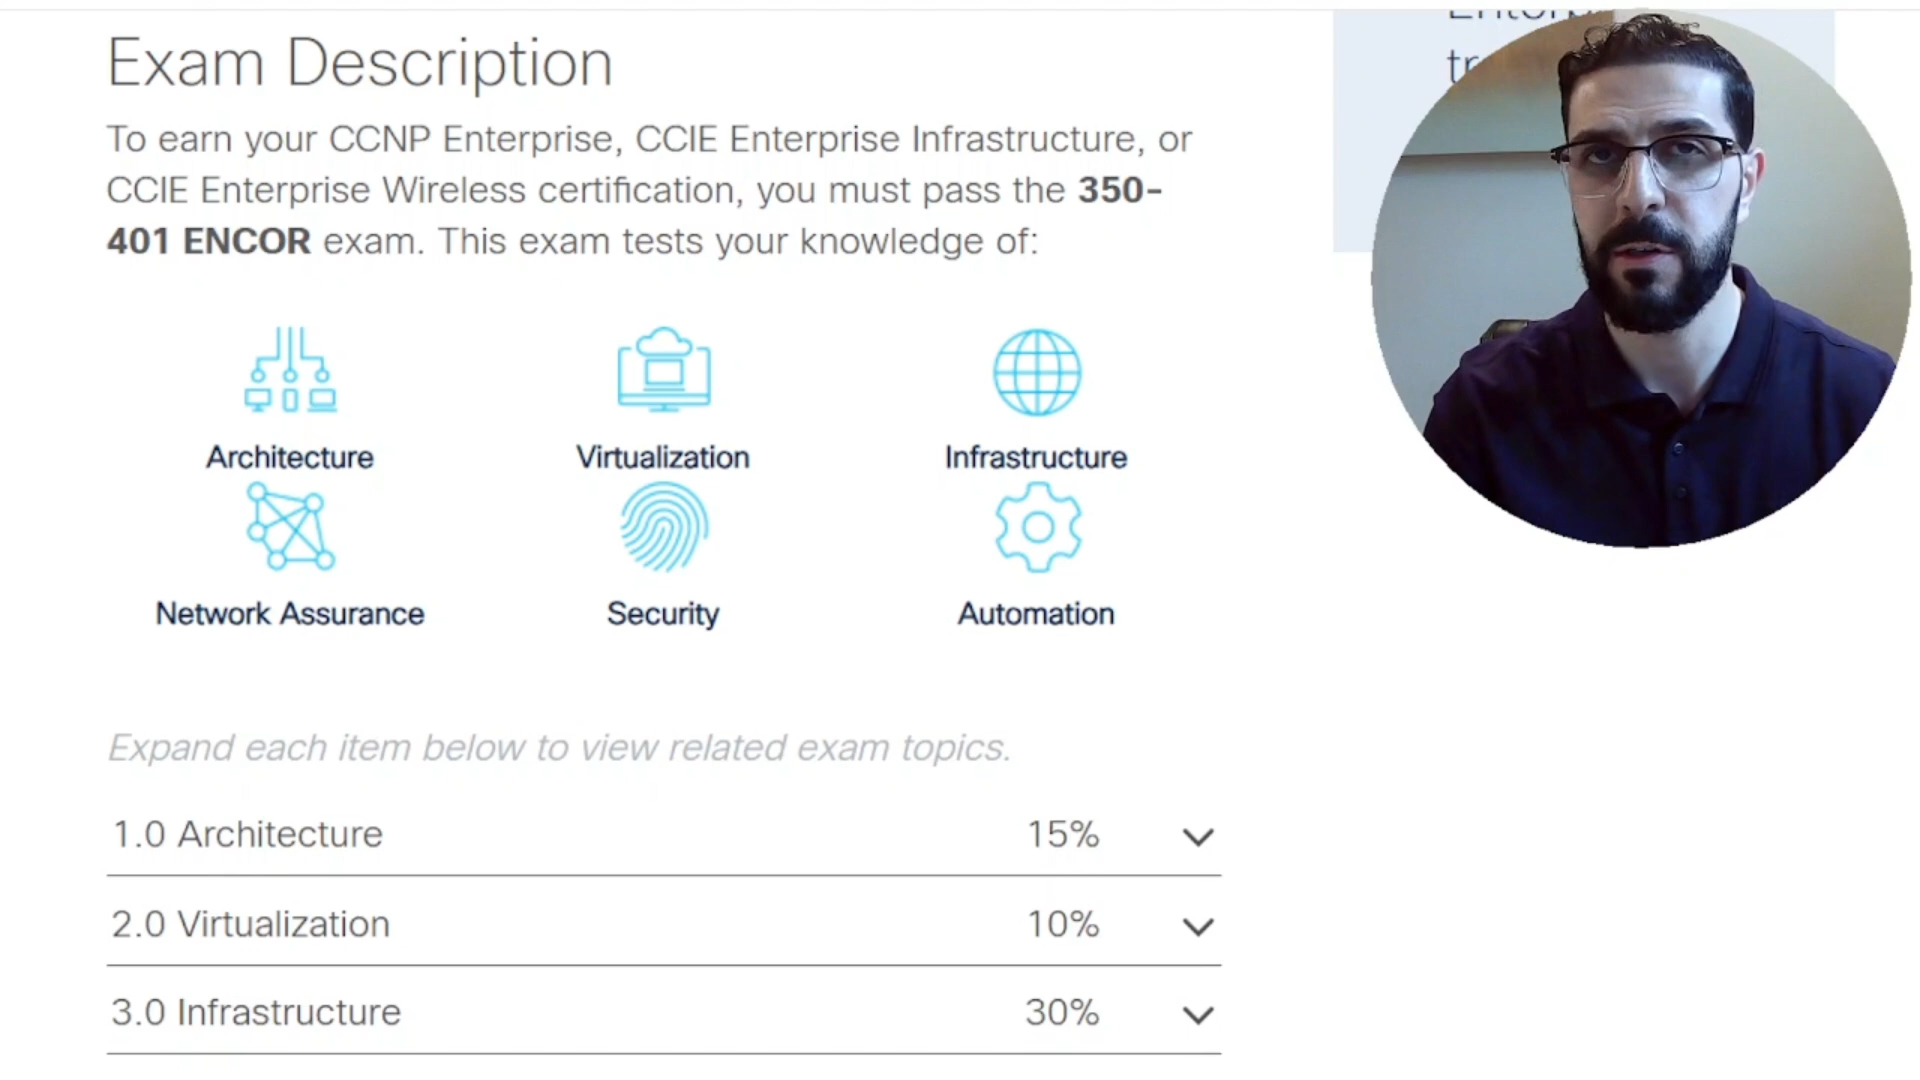 Exam Description
To earn your CCNP Enterprise, CCIE Enterprise Infrastructure, or
CCIE Enterprise Wireless certification, you must pass the 350-
401 ENCOR exam. This exam tests your knowledge of:
Architecture
Virtualization
Infrastructure
Network Assurance
Security
Automation
Expand each item below to view related exam topics.
1.0 Architecture 15%
2.0 Virtualization 10%
3.0 Infrastructure 30%